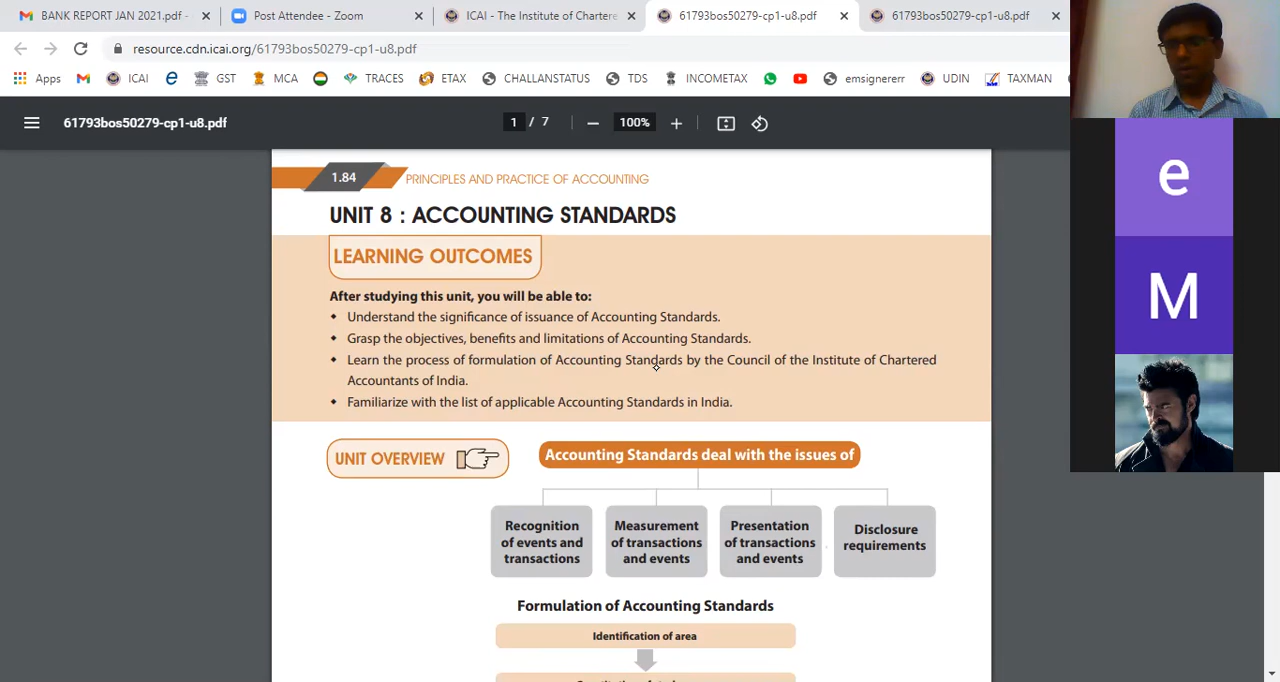 BANK REPORT JAN 2021.pdf -
Post Attendee - Zoom
ICAI - The Institute of Chartere
61793bos50279-cp1-u8.pdf
61793bos50279-cp1-u8.pdf
resource.cdn.icai.org/61793bos50279-cp1-u8.pdf
Apps
ICAI
GST
MCA
TRACES
ETAX
CHALLANSTATUS
TDS
INCOMETAX
emsignererr
UDIN
TAXMAN
61793bos50279-cp1-u8.pdf
1 / 7
100%
1.84
PRINCIPLES AND PRACTICE OF ACCOUNTING
UNIT 8 : ACCOUNTING STANDARDS
LEARNING OUTCOMES
After studying this unit, you will be able to:
Understand the significance of issuance of Accounting Standards.
Grasp the objectives, benefits and limitations of Accounting Standards.
Learn the process of formulation of Accounting Standards by the Council of the Institute of Chartered
Accountants of India.
Familiarize with the list of applicable Accounting Standards in India.
UNIT OVERVIEW
Accounting Standards deal with the issues of
Recognition
of events and
transactions
Measurement
of transactions
and events
Presentation
of transactions
and events
Disclosure
requirements
Formulation of Accounting Standards
Identification of area
e
M